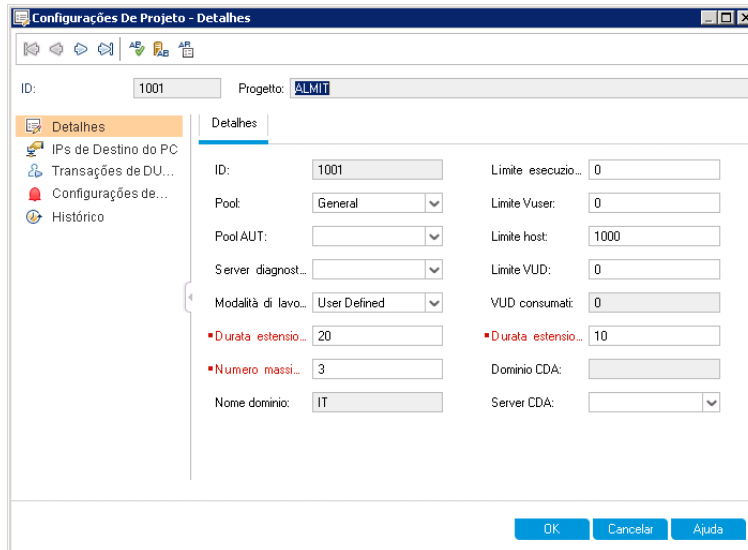 Configurações De Projeto - Detalhes
ID: 1001 Progetto: ALMIT
Detalhes
IPs de Destino do PC
Transações de DU...
Configurações de...
Histórico
Detalhes
ID: 1001 Limite esecuzio... 0
Pool: General Limite Vuser: 0
Pool AUT: Limite host: 1000
Server diagnost... Limite VUD: 0
Modalità di lavo... User Defined VUD consumati: 0
Durata estensio... 20 Durata estensio... 10
Numero massi... 3 Dominio CDA:
Nome dominio: IT Server CDA:
OK Cancelar Ajuda